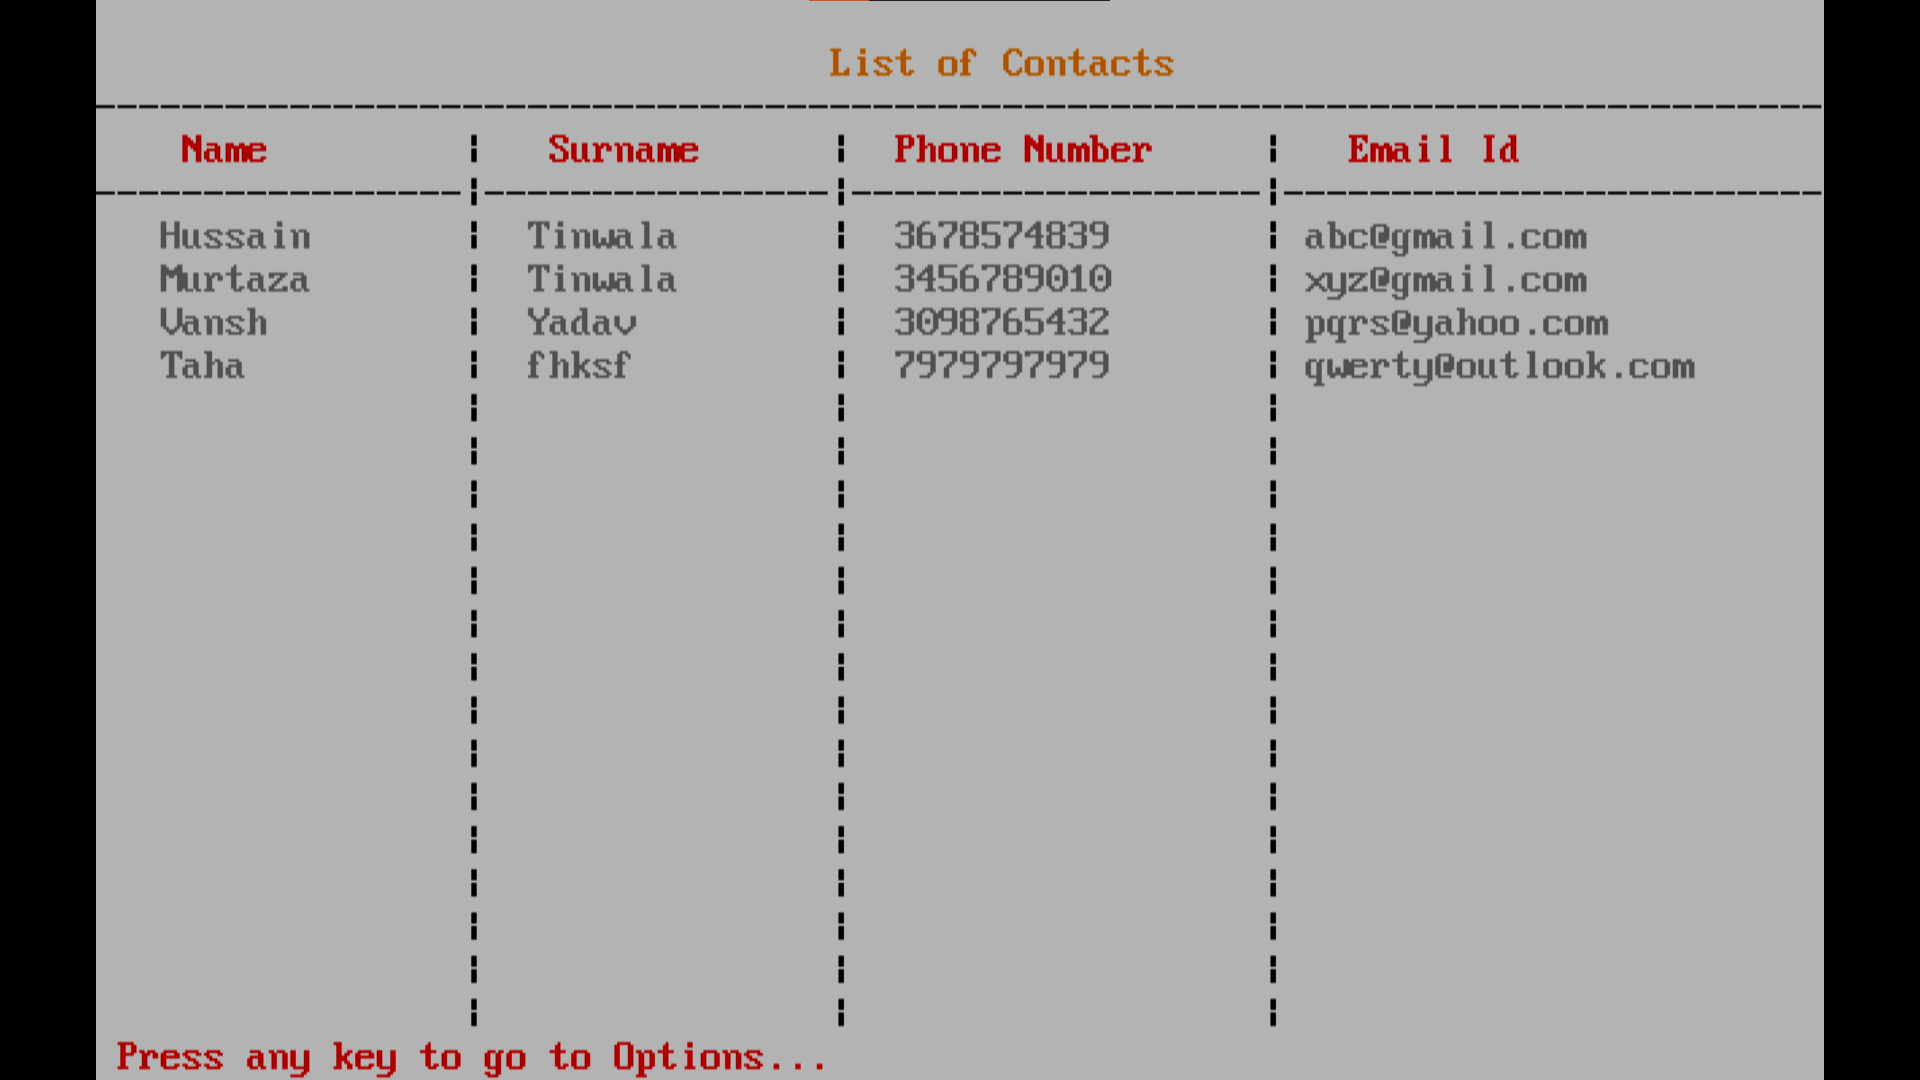 List of Contacts
Name Surname Phone Number Email Id
Hussain Tinwala 3678574839 abc@gmail.com
Murtaza Tinwala 3456789010 xyz@gmail.com
Vansh Yadav 3098765432 pqrs@yahoo.com
Taha fhksf 7979797979 qwerty@outlook.com
Press any key to go to Options...